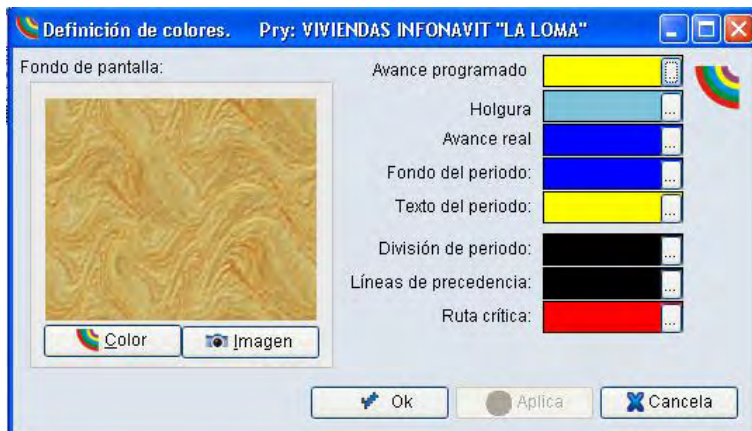 Definición de colores. Pry: VIVIENDAS INFONAVIT "LA LOMA"
Fondo de pantalla:
Color
Imagen
Avance programado
...
Holgura
...
Avance real
...
Fondo del periodo:
...
Texto del periodo:
...
División de periodo:
...
Líneas de precedencia:
...
Ruta crítica:
...
Ok
Aplica
Cancela